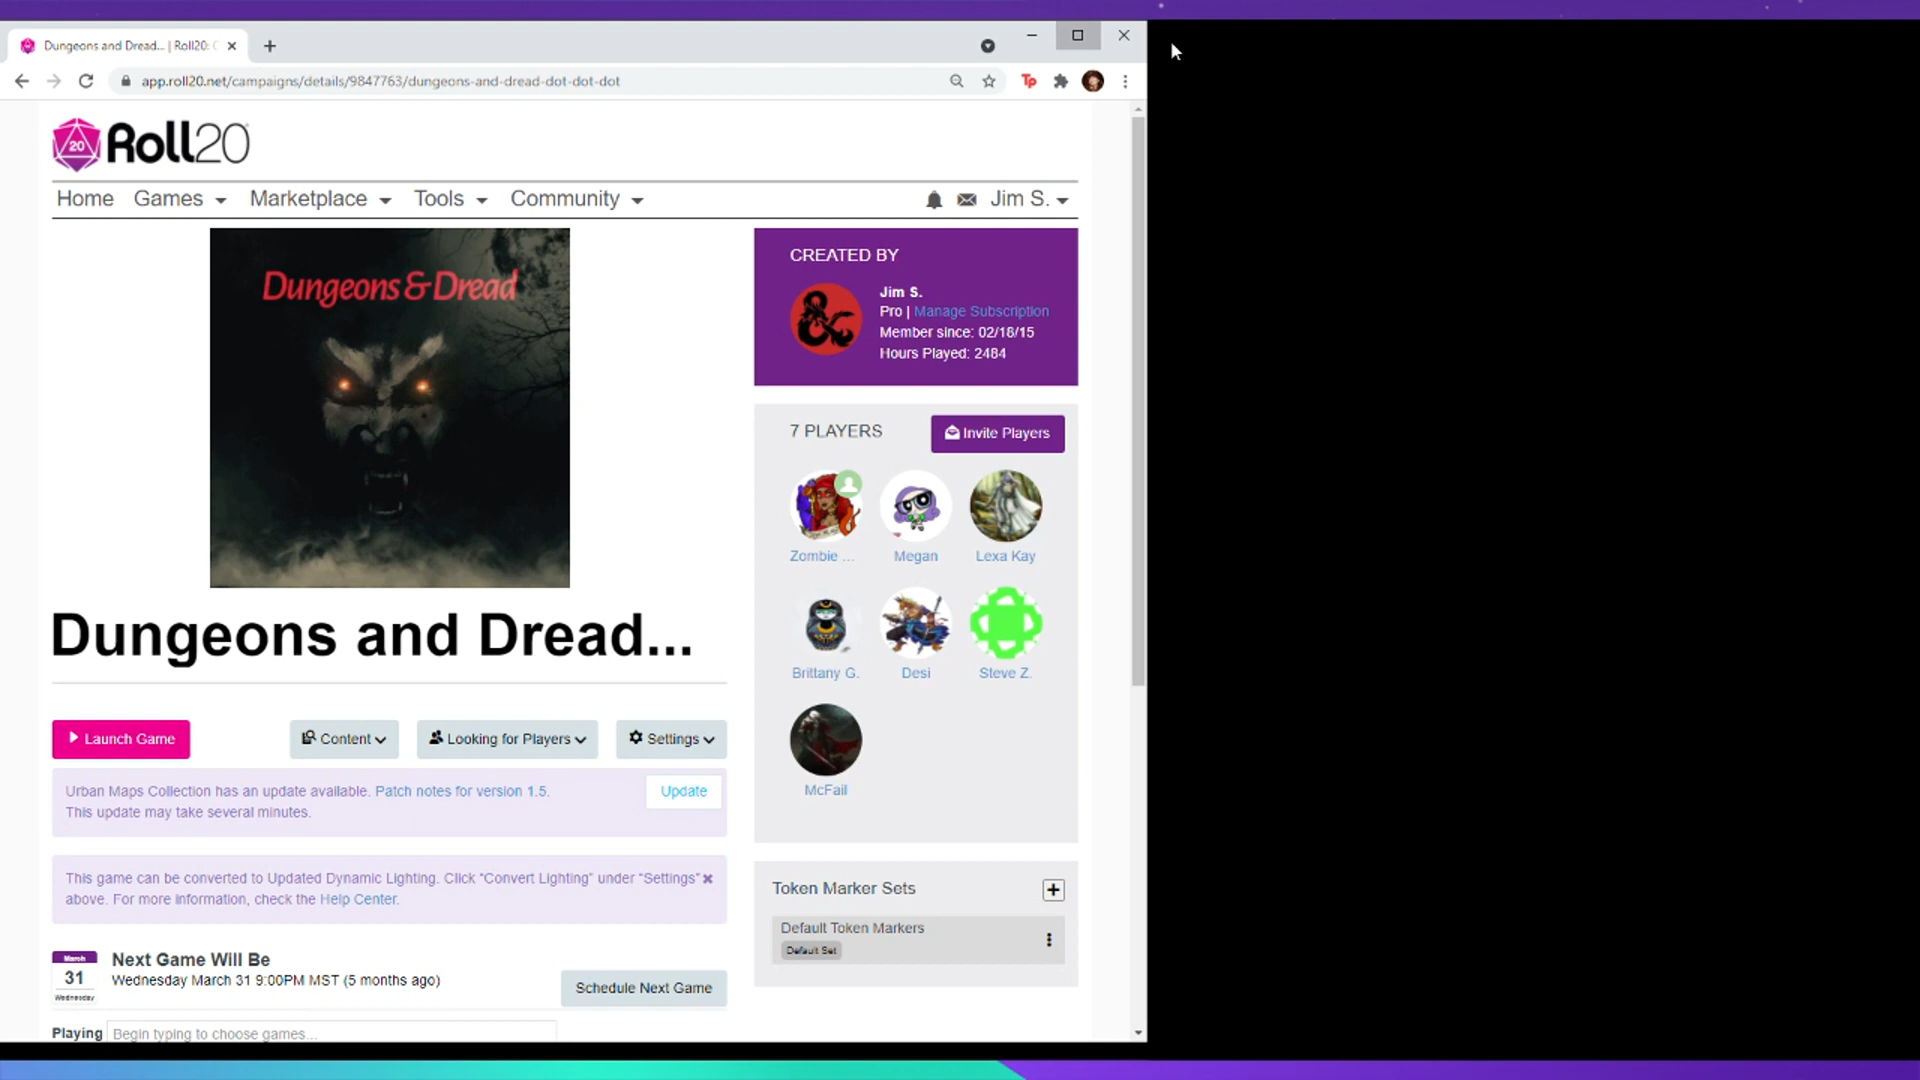 Dungeons and Dread... | Roll20:
app.roll20.net/campaigns/details/9847763/dungeons-and-dread-dot-dot-dot
Tp
20 Roll20
Home Games Marketplace Tools Community Jim S.
Dungeons & Dread
CREATED BY
Jim S.
Pro | Manage Subscription
Member since: 02/18/15
Hours Played: 2484
7 PLAYERS
Invite Players
Zombie ... Megan Lexa Kay
Brittany G. Desi Steve Z.
McFail
Dungeons and Dread...
Launch Game Content Looking for Players Settings
Urban Maps Collection has an update available. Patch notes for version 1.5.
This update may take several minutes.
Update
This game can be converted to Updated Dynamic Lighting. Click “Convert Lighting” under “Settings”
above. For more information, check the Help Center.
Token Marker Sets
Default Token Markers
Default Set
March
31
Wednesday
Next Game Will Be
Wednesday March 31 9:00PM MST (5 months ago)
Schedule Next Game
Playing Begin typing to choose games...